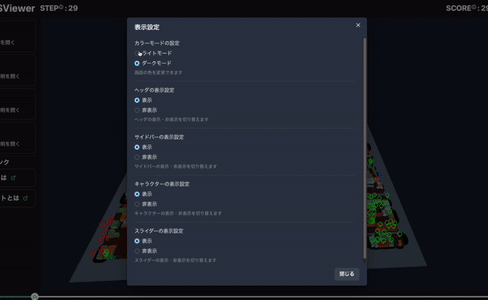 SViewer STEP : 29
SCORE : 29
を開く
明を開く
明を開く
明を開く
ンク
は
トとは
表示設定
カラーモードの設定
ライトモード
ダークモード
画面の色を変更できます
ヘッダの表示設定
表示
非表示
ヘッダの表示・非表示を切り替えます
サイドバーの表示設定
表示
非表示
サイドバーの表示・非表示を切り替えます
キャラクターの表示設定
表示
非表示
キャラクターの表示・非表示を切り替えます
スライダーの表示設定
表示
非表示
スライダーの表示・非表示を切り替えます
閉じる